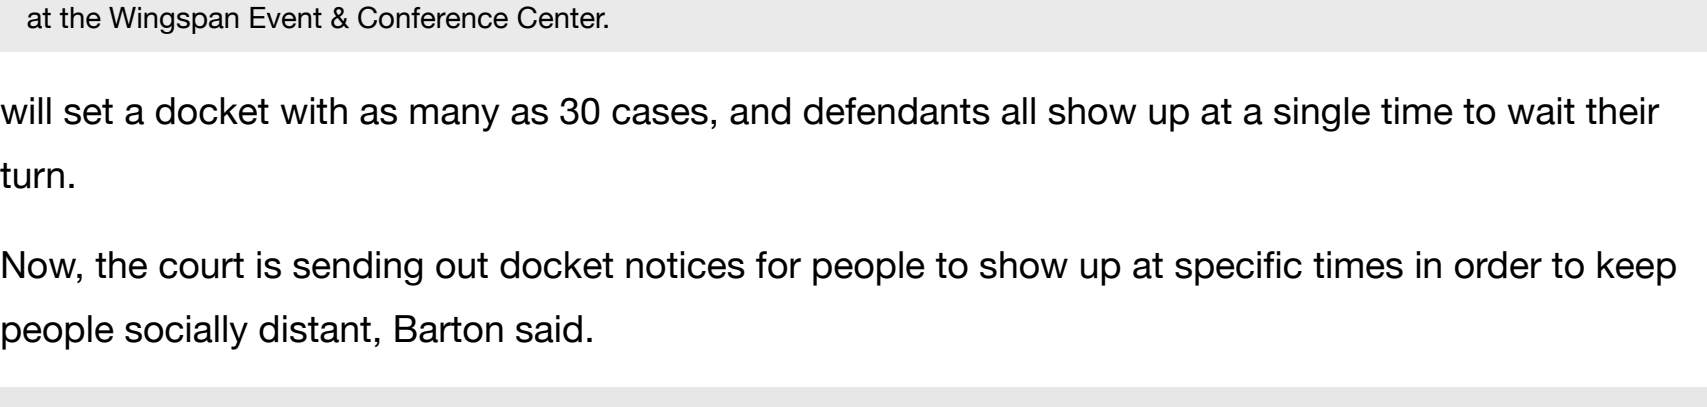 at the Wingspan Event & Conference Center.
will set a docket with as many as 30 cases, and defendants all show up at a single time to wait their
turn.
Now, the court is sending out docket notices for people to show up at specific times in order to keep
people socially distant, Barton said.